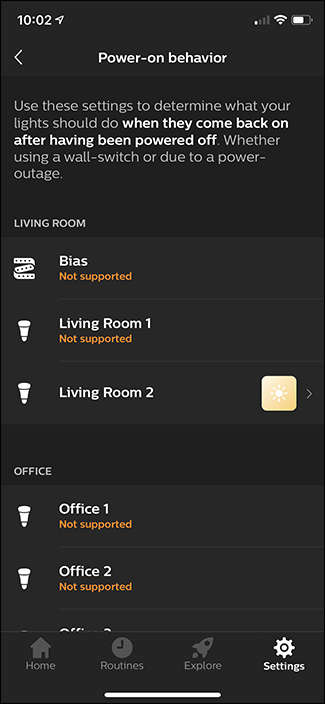 10:02
Power-on behavior
Use these settings to determine what your
lights should do when they come back on
after having been powered off. Whether
using a wall-switch or due to a power-
outage.
LIVING ROOM
Bias
Not supported
Living Room 1
Not supported
Living Room 2
OFFICE
Office 1
Not supported
Office 2
Not supported
Home
Routines
Explore
Settings